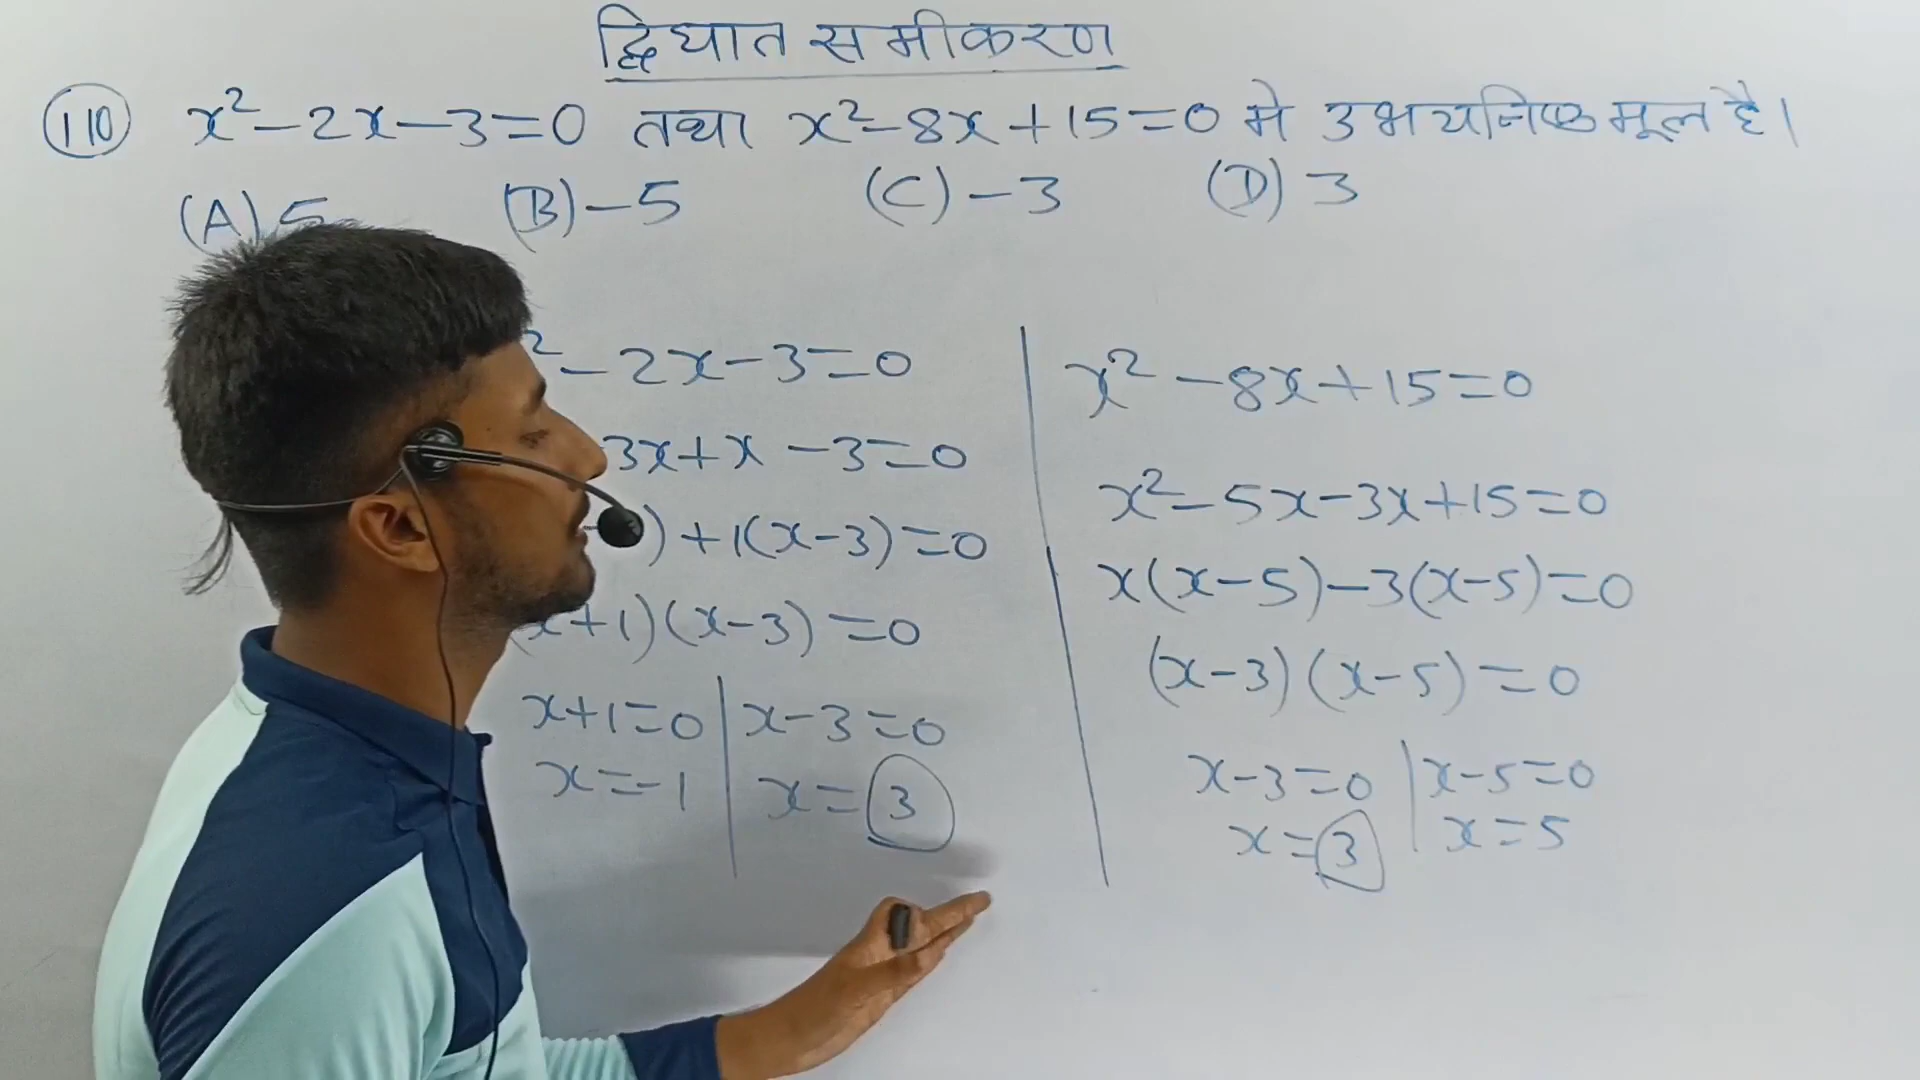 द्विघात समीकरण
110 x²-2x-3=0 तथा x²-8x+15=0 मे उभयनिष्ठ मूल है।
(A) 5 (B) -5 (C) -3 (D) 3
² - 2x-3=0
3x+x-3=0
)+1(x-3)=0
x+1)(x-3)=0
x+1=0 | x-3=0
x=-1 | x=3
x²-8x+15=0
x²-5x-3x+15=0
x(x-5)-3(x-5)=0
(x-3)(x-5)=0
x-3=0 | x-5=0
x=3 | x=5